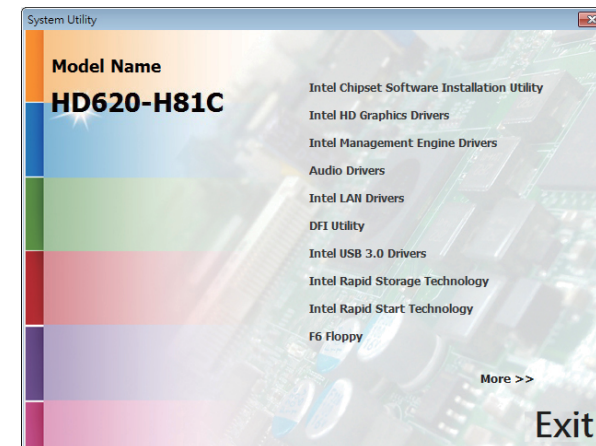 System Utility
Model Name
HD620-H81C
Intel Chipset Software Installation Utility
Intel HD Graphics Drivers
Intel Management Engine Drivers
Audio Drivers
Intel LAN Drivers
DFI Utility
Intel USB 3.0 Drivers
Intel Rapid Storage Technology
Intel Rapid Start Technology
F6 Floppy
More >>
Exit